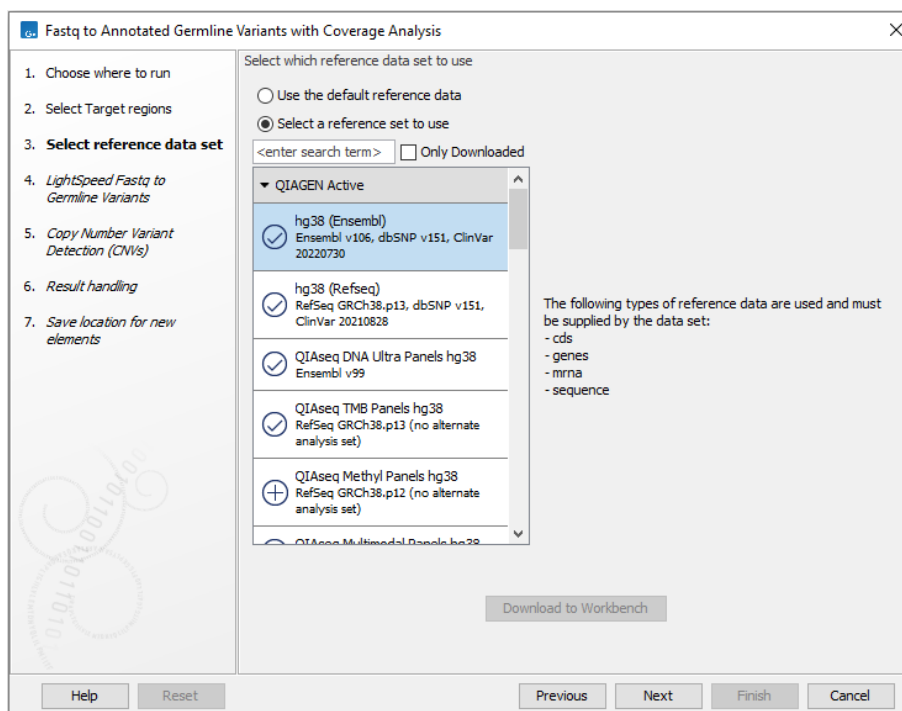 Fastq to Annotated Germline Variants with Coverage Analysis
1. Choose where to run
2. Select Target regions
3. Select reference data set
4. LightSpeed Fastq to
Germline Variants
5. Copy Number Variant
Detection (CNVs)
6. Result handling
7. Save location for new
elements
Select which reference data set to use
Use the default reference data
Select a reference set to use
<enter search term> Only Downloaded
QIAGEN Active
hg38 (Ensembl)
Ensembl v106, dbSNP v151, ClinVar
20220730
hg38 (Refseq)
RefSeq GRCh38.p13, dbSNP v151,
ClinVar 20210828
QIAseq DNA Ultra Panels hg38
Ensembl v99
QIAseq TMB Panels hg38
RefSeq GRCh38.p13 (no alternate
analysis set)
QIAseq Methyl Panels hg38
RefSeq GRCh38.p12 (no alternate
analysis set)
QIAseq Multimodal Panels hg38
The following types of reference data are used and must
be supplied by the data set:
- cds
- genes
- mrna
- sequence
Download to Workbench
Help Reset Previous Next Finish Cancel